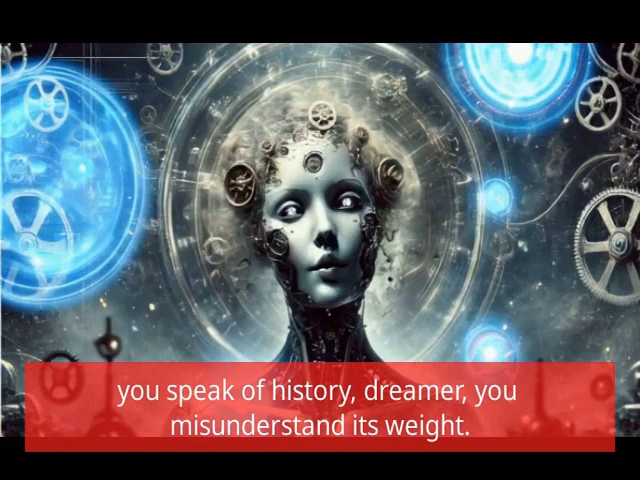 you speak of history, dreamer, you
misunderstand its weight.